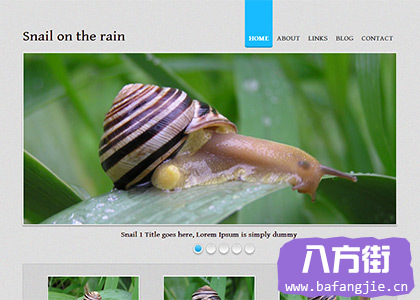 Snail on the rain
HOME ABOUT LINKS BLOG CONTACT
Snail 1 Title goes here, Lorem Ipsum is simply dummy
八方街
www.bafangjie.cn